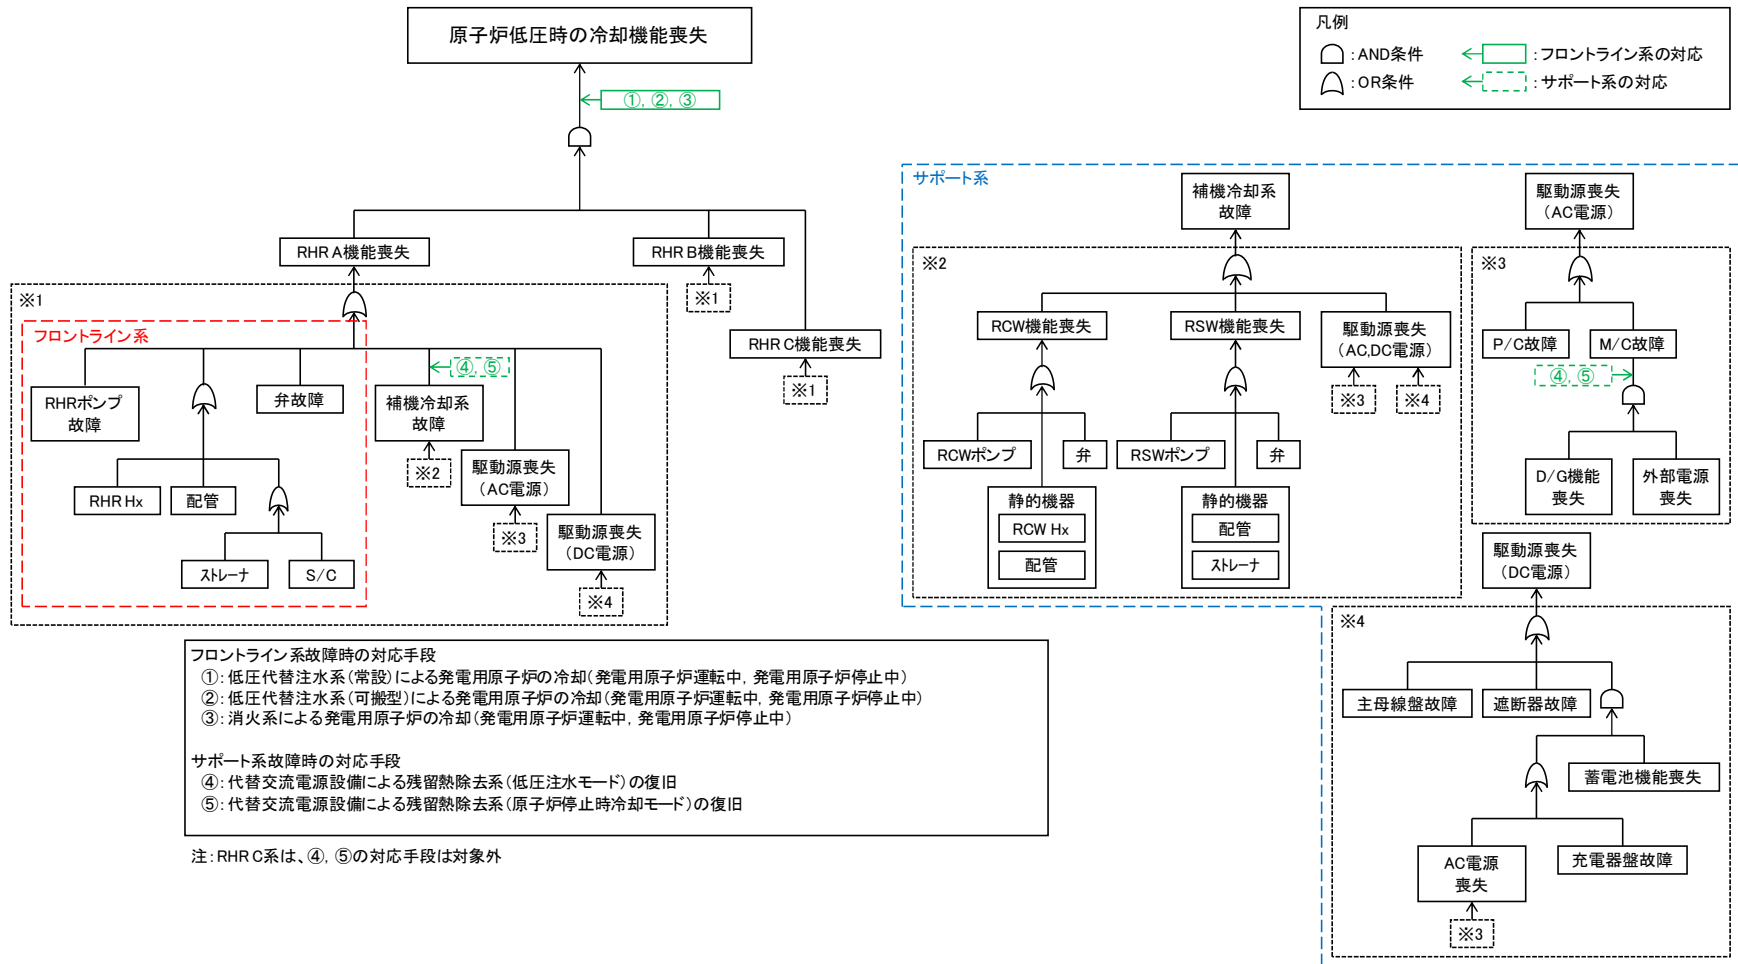 原子炉低圧時の冷却機能喪失
①, ②, ③
凡例
:AND条件
:フロントライン系の対応
:OR条件
:サポート系の対応
RHR A機能喪失
RHR B機能喪失
※1
RHR C機能喪失
※1
※1
フロントライン系
RHRポンプ
故障
弁故障
④, ⑤
補機冷却系
故障
※2
RHR Hx
配管
ストレーナ
S/C
駆動源喪失
(AC電源)
※3
駆動源喪失
(DC電源)
※4
サポート系
補機冷却系
故障
※2
RCW機能喪失
RSW機能喪失
駆動源喪失
(AC,DC電源)
※3
※4
RCWポンプ
弁
RSWポンプ
弁
静的機器
RCW Hx
配管
静的機器
配管
ストレーナ
駆動源喪失
(AC電源)
※3
P/C故障
M/C故障
④, ⑤
D/G機能
喪失
外部電源
喪失
駆動源喪失
(DC電源)
※4
主母線盤故障
遮断器故障
蓄電池機能喪失
AC電源
喪失
充電器盤故障
※3
フロントライン系故障時の対応手段
①:低圧代替注水系(常設)による発電用原子炉の冷却(発電用原子炉運転中, 発電用原子炉停止中)
②:低圧代替注水系(可搬型)による発電用原子炉の冷却(発電用原子炉運転中, 発電用原子炉停止中)
③:消火系による発電用原子炉の冷却(発電用原子炉運転中, 発電用原子炉停止中)
サポート系故障時の対応手段
④:代替交流電源設備による残留熱除去系(低圧注水モード)の復旧
⑤:代替交流電源設備による残留熱除去系(原子炉停止時冷却モード)の復旧
注:RHR C系は、④, ⑤の対応手段は対象外